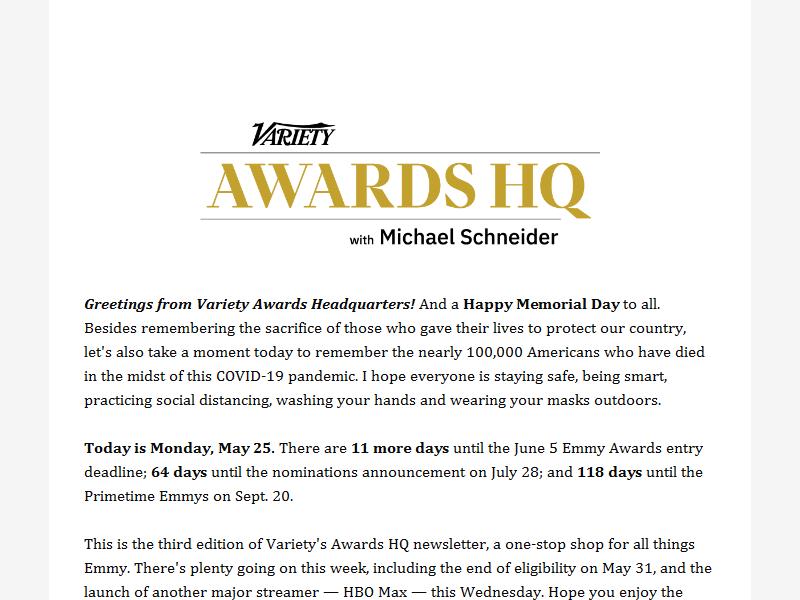 VARIETY
AWARDS HQ
with Michael Schneider
Greetings from Variety Awards Headquarters! And a Happy Memorial Day to all.
Besides remembering the sacrifice of those who gave their lives to protect our country,
let's also take a moment today to remember the nearly 100,000 Americans who have died
in the midst of this COVID-19 pandemic. I hope everyone is staying safe, being smart,
practicing social distancing, washing your hands and wearing your masks outdoors.
Today is Monday, May 25. There are 11 more days until the June 5 Emmy Awards entry
deadline; 64 days until the nominations announcement on July 28; and 118 days until the
Primetime Emmys on Sept. 20.
This is the third edition of Variety's Awards HQ newsletter, a one-stop shop for all things
Emmy. There's plenty going on this week, including the end of eligibility on May 31, and the
launch of another major streamer — HBO Max — this Wednesday. Hope you enjoy the